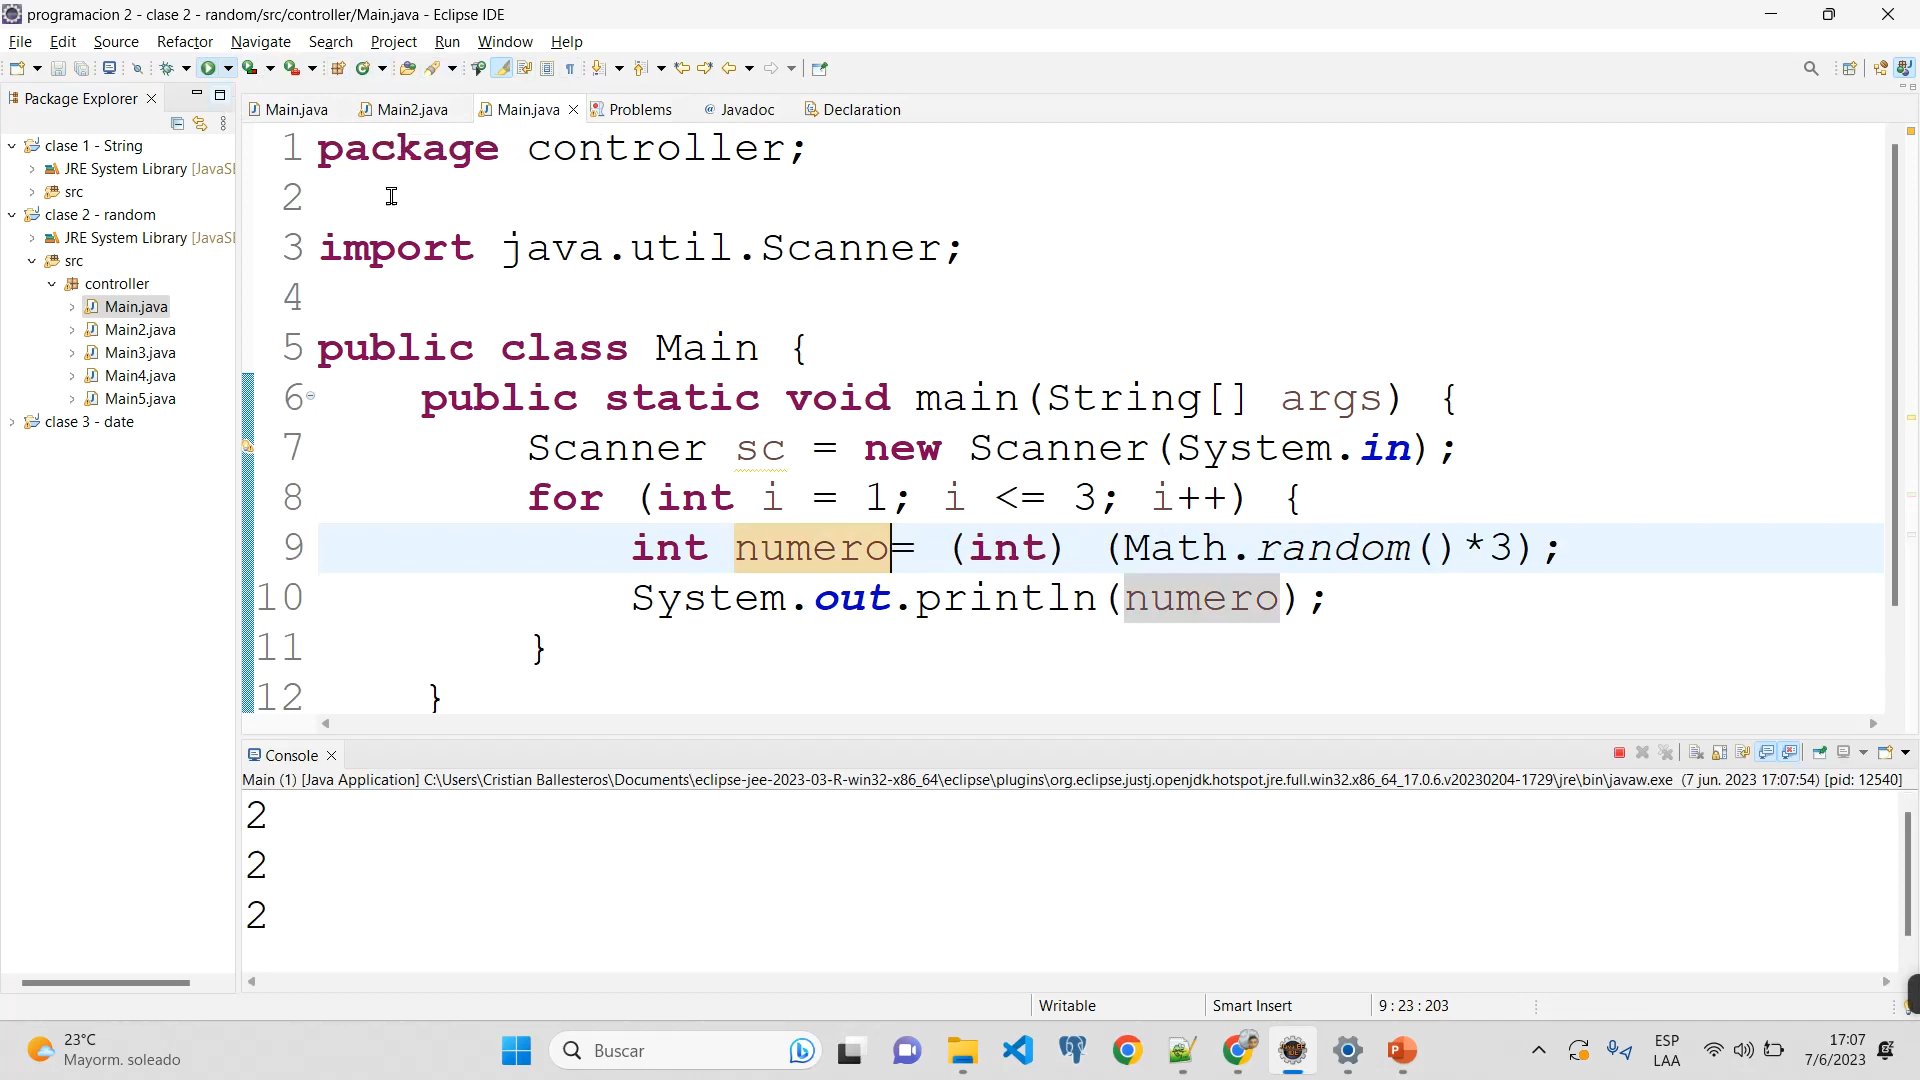 programacion 2 - clase 2 - random/src/controller/Main.java - Eclipse IDE
File Edit Source Refactor Navigate Search Project Run Window Help
Package Explorer
Main.java Main2.java Main.java Problems @ Javadoc Declaration
clase 1 - String
JRE System Library [JavaSE
src
clase 2 - random
JRE System Library [JavaSE
src
controller
Main.java
Main2.java
Main3.java
Main4.java
Main5.java
clase 3 - date
1 package controller;
2
3 import java.util.Scanner;
4
5 public class Main {
6 public static void main(String[] args) {
7 Scanner sc = new Scanner(System.in);
8 for (int i = 1; i <= 3; i++) {
9 int numero= (int) (Math.random()*3);
10 System.out.println(numero);
11 }
12 }
Console
Main (1) [Java Application] C:\Users\Cristian Ballesteros\Documents\eclipse-jee-2023-03-R-win32-x86_64\eclipse\plugins\org.eclipse.justj.openjdk.hotspot.jre.full.win32.x86_64_17.0.6.v20230204-1729\jre\bin\javaw.exe (7 jun. 2023 17:07:54) [pid: 12540]
2
2
2
Writable Smart Insert 9 : 23 : 203
23°C
Mayorm. soleado
Buscar
ESP
LAA
17:07
7/6/2023